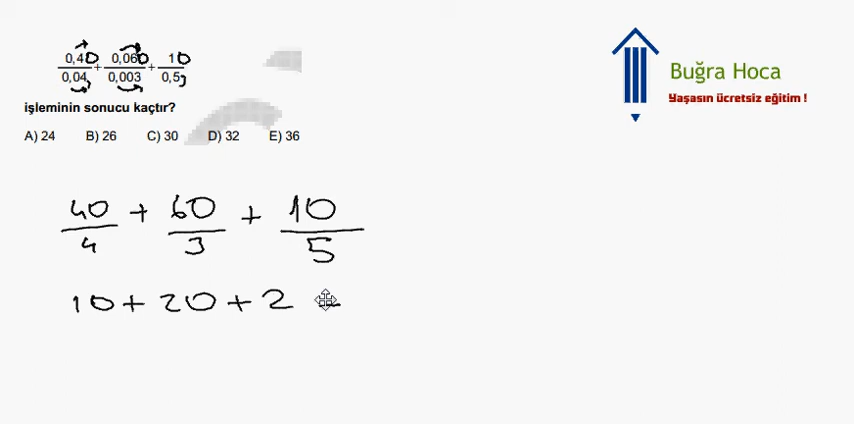 0,40 + 0,060 + 10
0,04, 0,003 0,5,
işleminin sonucu kaçtır?
A) 24 B) 26 C) 30 D) 32 E) 36
40 + 60 + 10
4 3 5
10 + 20 + 2
Buğra Hoca
Yaşasın ücretsiz eğitim !